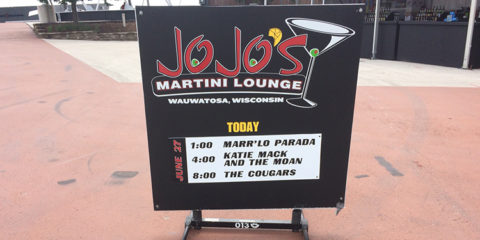 JOJO'S
MARTINI LOUNGE
WAUWATOSA, WISCONSIN
TODAY
JUNE 27
1:00 MARR'LO PARADA
4:00 KATIE MACK
AND THE MOAN
8:00 THE COUGARS
013